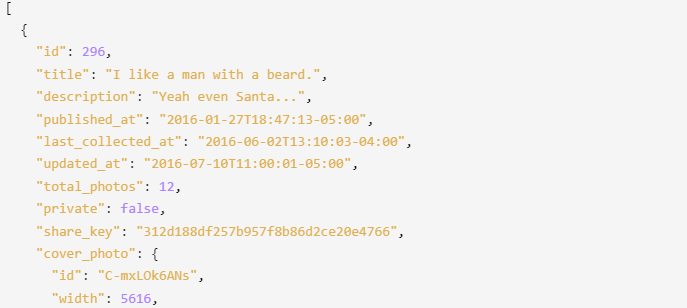 [
{
"id": 296,
"title": "I like a man with a beard.",
"description": "Yeah even Santa...",
"published_at": "2016-01-27T18:47:13-05:00",
"last_collected_at": "2016-06-02T13:10:03-04:00",
"updated_at": "2016-07-10T11:00:01-05:00",
"total_photos": 12,
"private": false,
"share_key": "312d188df257b957f8b86d2ce20e4766",
"cover_photo": {
"id": "C-mxLOk6ANs",
"width": 5616,